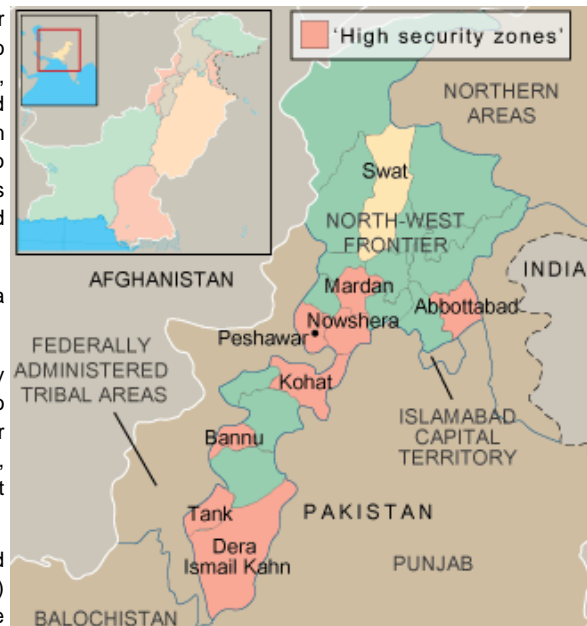 'High security zones'
NORTHERN
AREAS
Swat
NORTH-WEST
FRONTIER
INDIA
AFGHANISTAN
Mardan
Abbottabad
Nowshera
Peshawar
FEDERALLY
ADMINISTERED
TRIBAL AREAS
Kohat
ISLAMABAD
CAPITAL
TERRITORY
Bannu
Tank
PAKISTAN
Dera
Ismail Kahn
PUNJAB
BALOCHISTAN